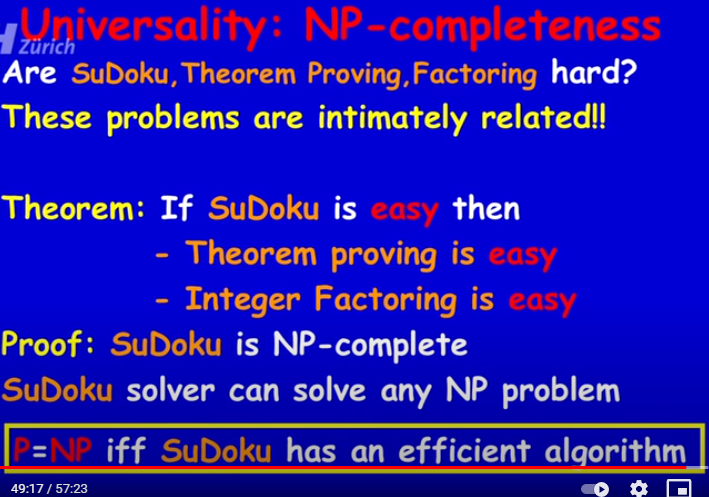 Universality: NP-completeness
H Zürich
Are SuDoku,Theorem Proving,Factoring hard?
These problems are intimately related!!
Theorem: If SuDoku is easy then
- Theorem proving is easy
- Integer Factoring is easy
Proof: SuDoku is NP-complete
SuDoku solver can solve any NP problem
P=NP iff SuDoku has an efficient algorithm
49:17 / 57:23